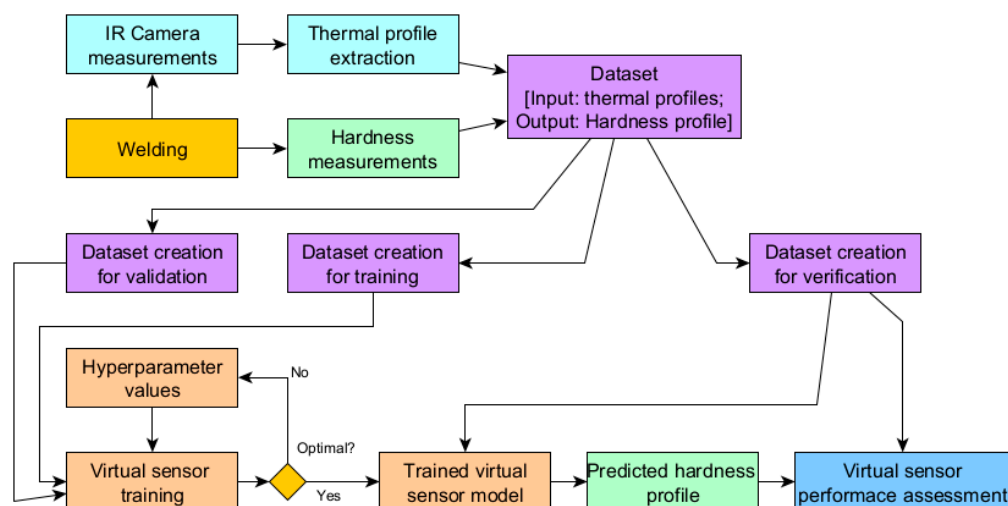 IR Camera
measurements
Thermal profile
extraction
Dataset
[Input: thermal profiles;
Output: Hardness profile]
Welding
Hardness
measurements
Dataset creation
for validation
Dataset creation
for training
Dataset creation
for verification
Hyperparameter
values
No
Optimal?
Yes
Virtual sensor
training
Trained virtual
sensor model
Predicted hardness
profile
Virtual sensor
performace assessment